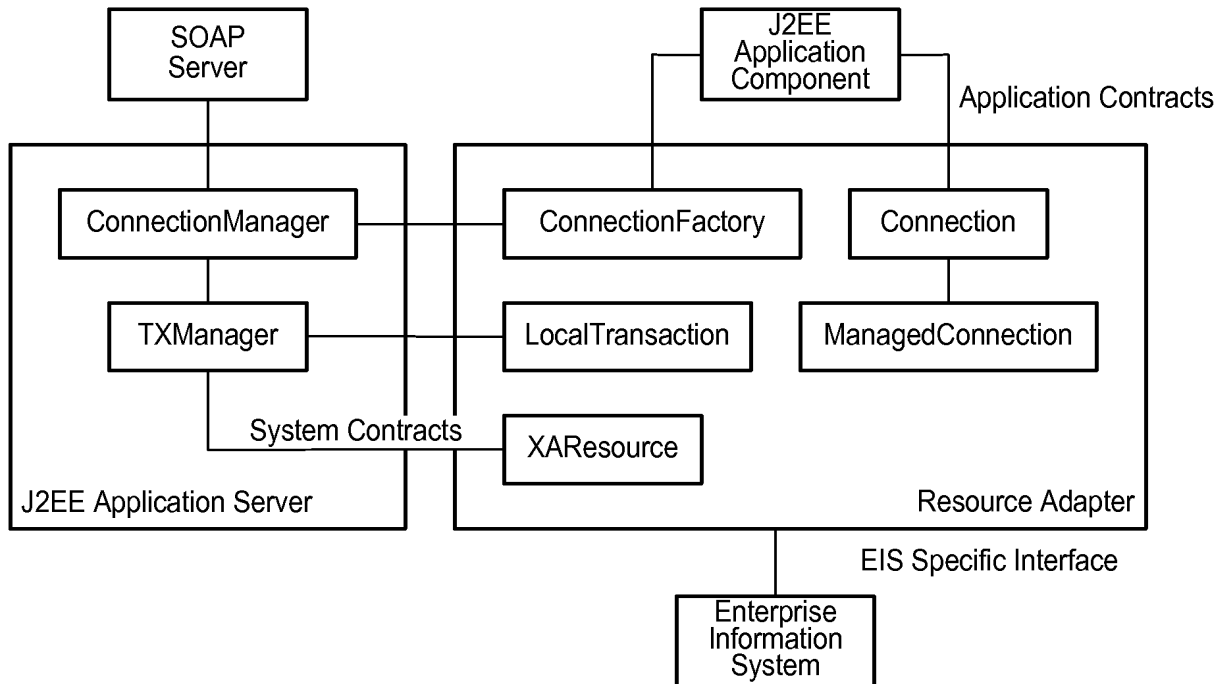 SOAP
Server
J2EE
Application
Component
Application Contracts
ConnectionManager
ConnectionFactory
Connection
TXManager
LocalTransaction
ManagedConnection
System Contracts
XAResource
J2EE Application Server
Resource Adapter
EIS Specific Interface
Enterprise
Information
System